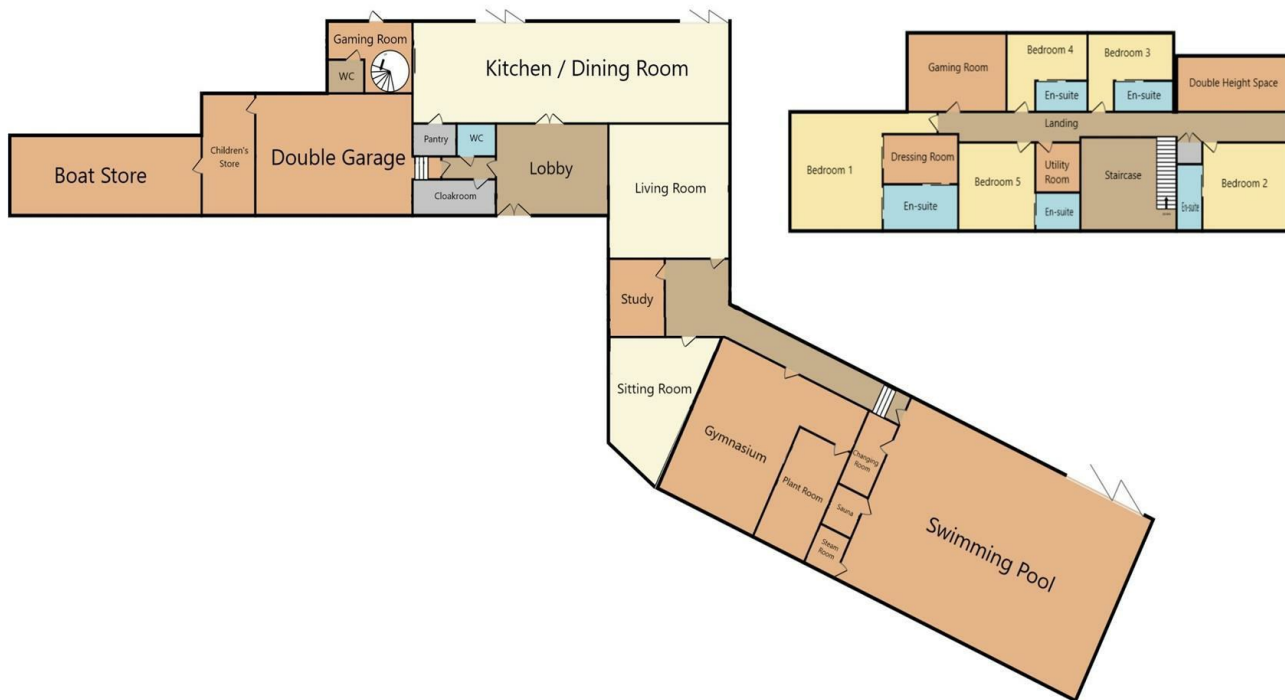 Gaming Room
WC
Kitchen / Dining Room
Boat Store
Children's
Store
Double Garage
Pantry
WC
Cloakroom
Lobby
Living Room
Study
Sitting Room
Gymnasium
Plant Room
Changing
Room
Sauna
Steam
Room
Swimming Pool
Gaming Room
Bedroom 4
En-suite
Bedroom 3
En-suite
Double Height Space
Landing
Bedroom 1
Dressing Room
En-suite
Bedroom 5
Utility
Room
En-suite
Staircase
En-suite
Bedroom 2